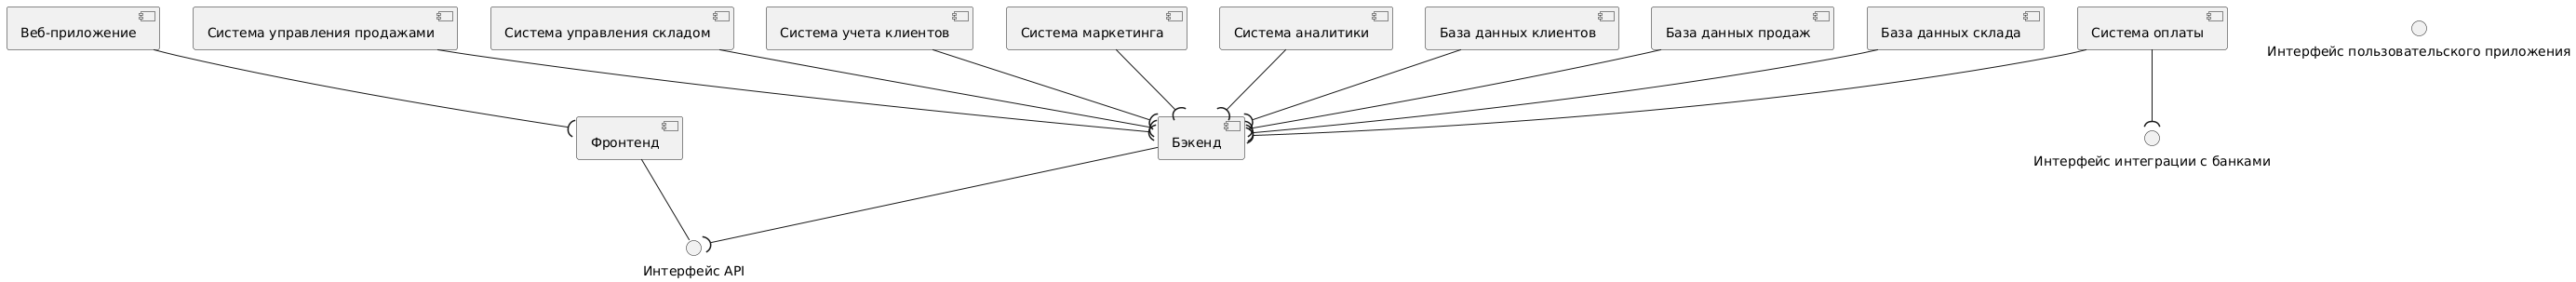 Веб-приложение
Система управления продажами
Система управления складом
Система учета клиентов
Система маркетинга
Система аналитики
База данных клиентов
База данных продаж
База данных склада
Система оплаты
Интерфейс пользовательского приложения
Фронтенд
Бэкенд
Интерфейс интеграции с банками
Интерфейс API